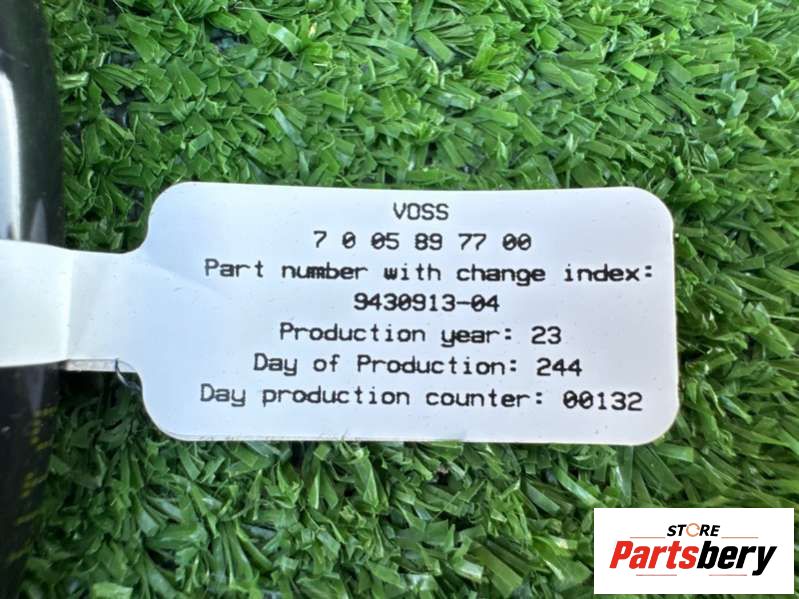 VOSS
7 0 05 89 77 00
Part number with change index:
9430913-04
Production year: 23
Day of Production: 244
Day production counter: 00132
STORE
Partsbery